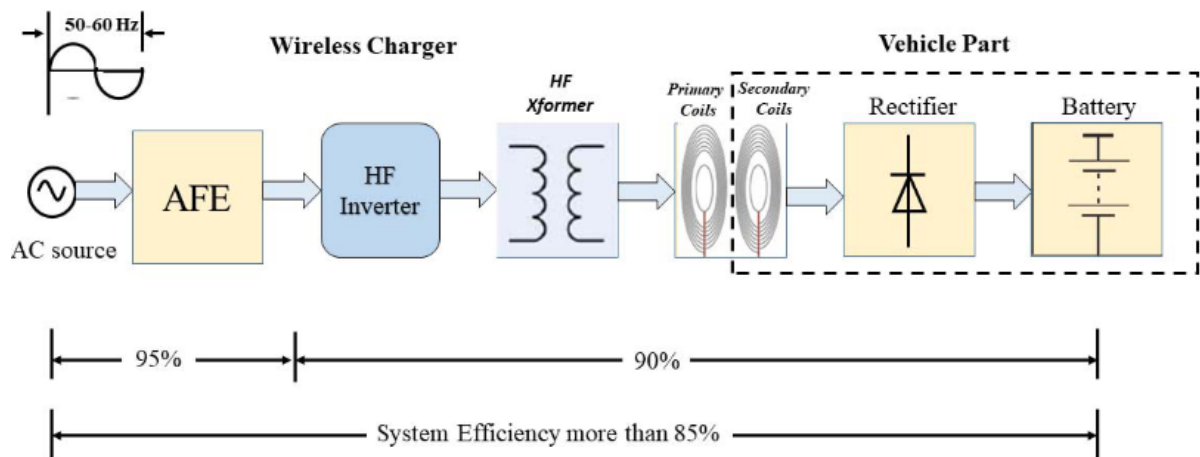 50-60 Hz
Wireless Charger
Vehicle Part
HF
Xformer
Primary
Coils
Secondary
Coils
Rectifier
Battery
AFE
HF
Inverter
AC source
95%
90%
System Efficiency more than 85%